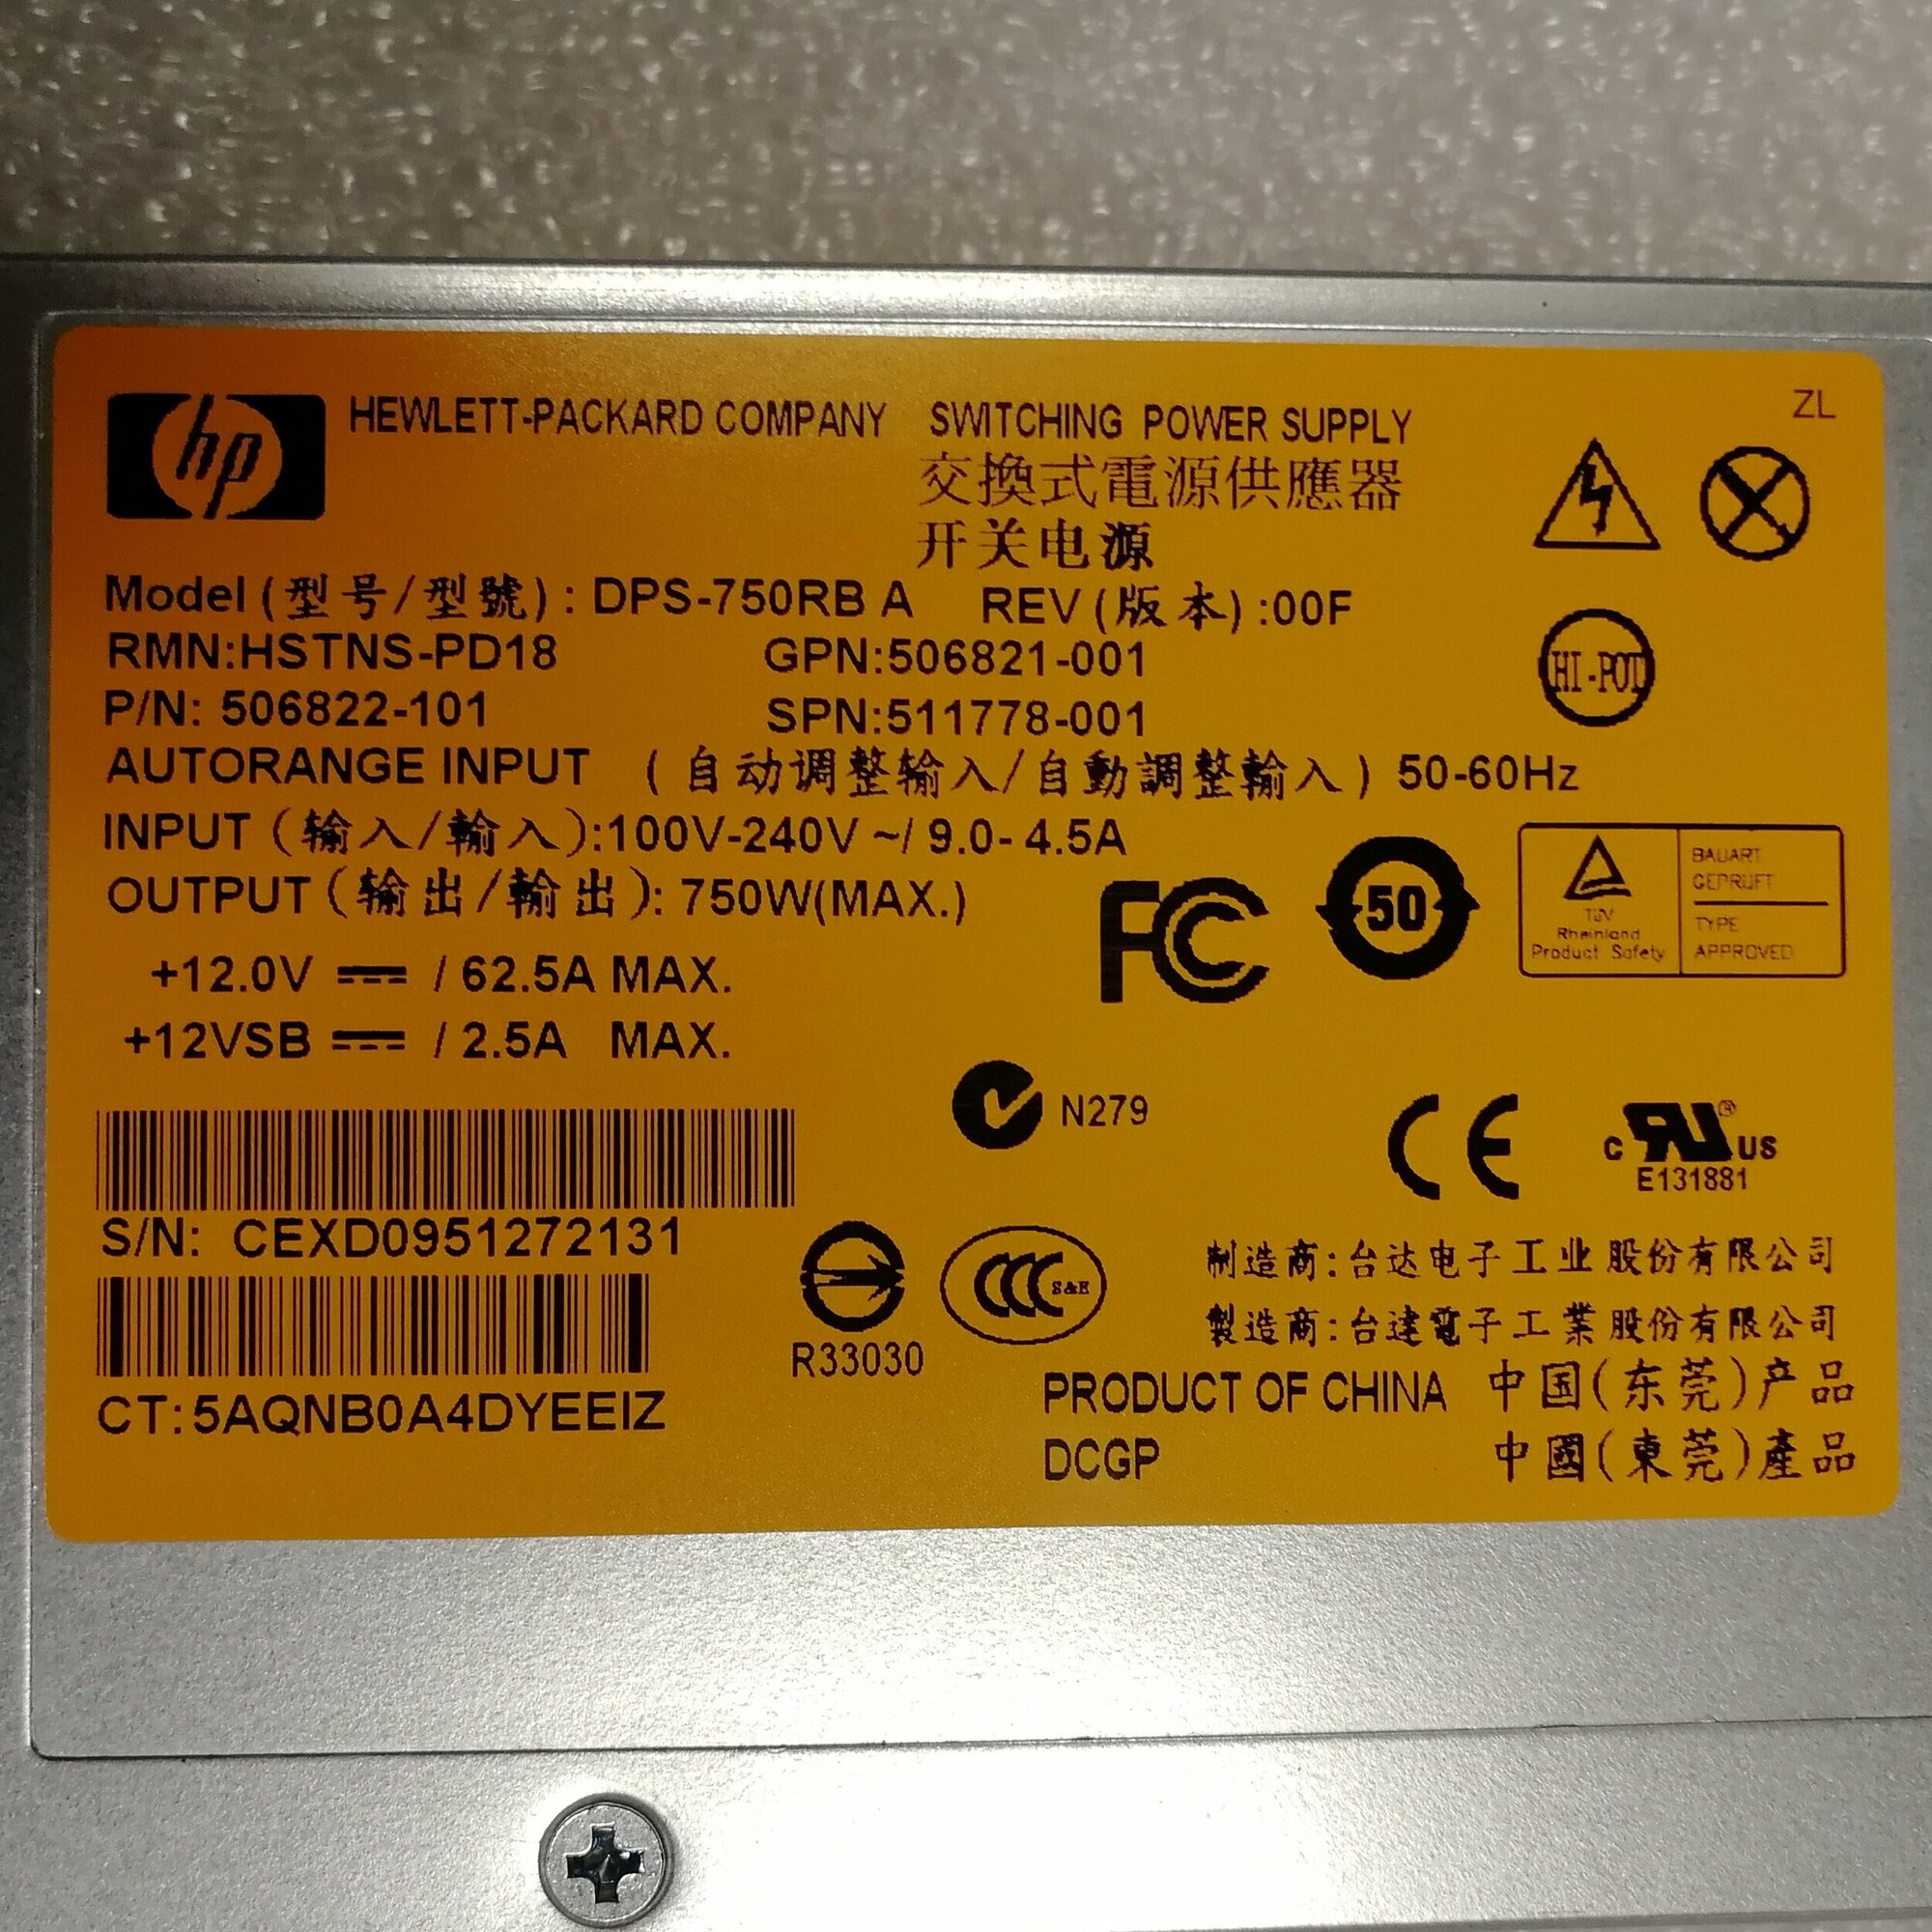 hp HEWLETT-PACKARD COMPANY SWITCHING POWER SUPPLY ZL
交換式電源供應器
开关电源
Model (型号/型號) : DPS-750RB A REV (版本) :00F
RMN:HSTNS-PD18 GPN:506821-001
HI-POT
P/N: 506822-101 SPN:511778-001
AUTORANGE INPUT (自动调整输入/自動調整輸入) 50-60Hz
INPUT (输入/輸入):100V-240V ~/ 9.0- 4.5A
OUTPUT (输出/輸出): 750W(MAX.)
FC
50
TÜV
Rheinland
Product Safety
BAUART
GEPRÜFT
TYPE
APPROVED
+12.0V / 62.5A MAX.
+12VSB / 2.5A MAX.
N279
CE
c RU ® US
E131881
S/N: CEXD0951272131
R33030
CCC S&E
制造商:台达电子工业股份有限公司
製造商:台達電子工業股份有限公司
CT:5AQNB0A4DYEEIZ
PRODUCT OF CHINA 中国(东莞)产品
DCGP 中國(東莞)產品